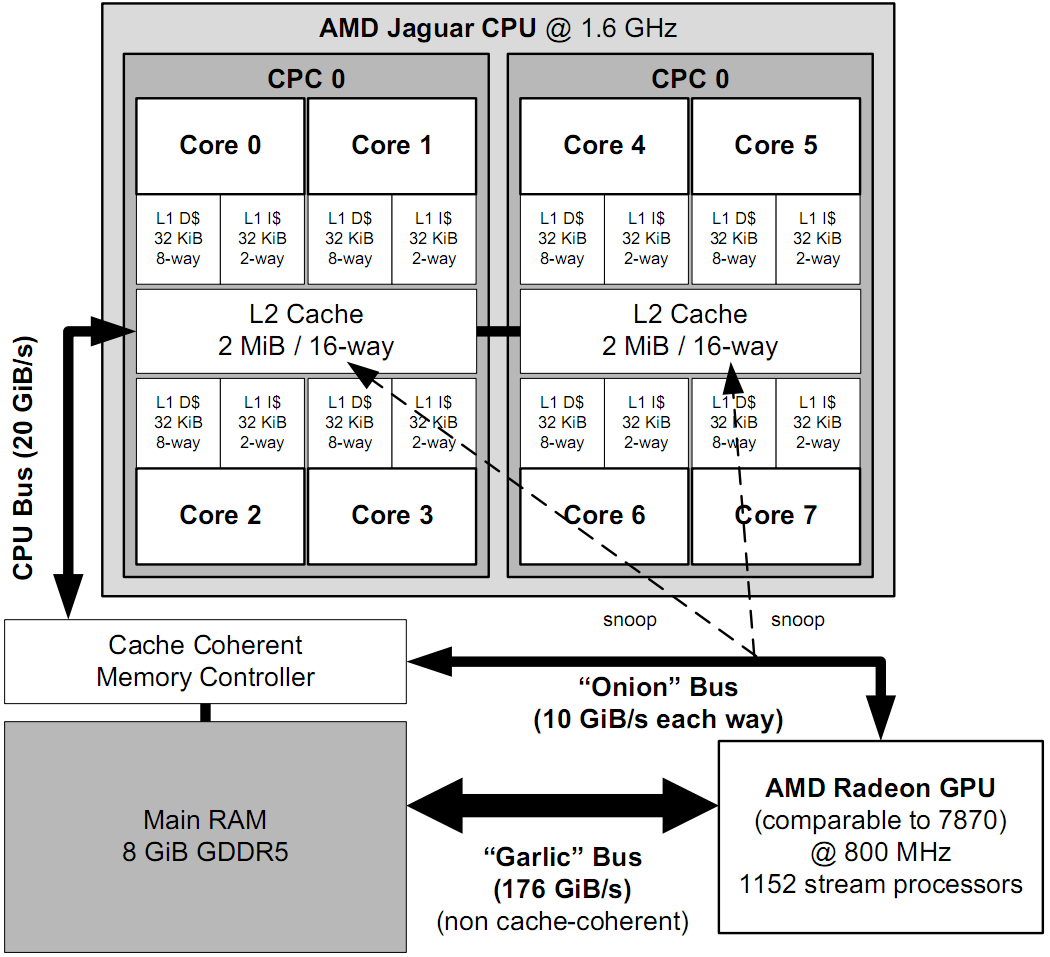 AMD Jaguar CPU @ 1.6 GHz
CPC 0
Core 0
Core 1
L1 D$
32 KiB
8-way
L1 I$
32 KiB
2-way
L1 D$
32 KiB
8-way
L1 I$
32 KiB
2-way
L2 Cache
2 MiB / 16-way
L1 D$
32 KiB
8-way
L1 I$
32 KiB
2-way
L1 D$
32 KiB
8-way
L1 I$
32 KiB
2-way
Core 2
Core 3
CPC 0
Core 4
Core 5
L1 D$
32 KiB
8-way
L1 I$
32 KiB
2-way
L1 D$
32 KiB
8-way
L1 I$
32 KiB
2-way
L2 Cache
2 MiB / 16-way
L1 D$
32 KiB
8-way
L1 I$
32 KiB
2-way
L1 D$
32 KiB
8-way
L1 I$
32 KiB
2-way
Core 6
Core 7
CPU Bus (20 GiB/s)
snoop
snoop
Cache Coherent
Memory Controller
“Onion” Bus
(10 GiB/s each way)
Main RAM
8 GiB GDDR5
“Garlic” Bus
(176 GiB/s)
(non cache-coherent)
AMD Radeon GPU
(comparable to 7870)
@ 800 MHz
1152 stream processors